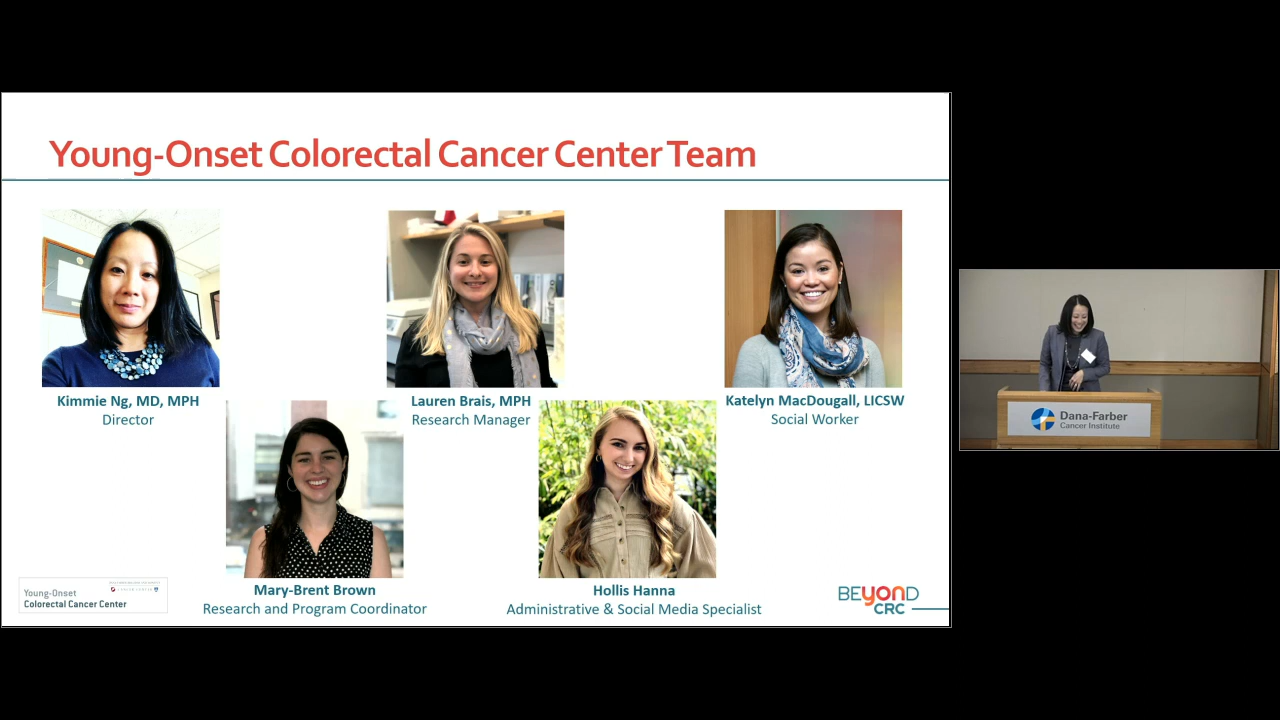 Young-Onset Colorectal Cancer Center Team
Kimmie Ng, MD, MPH
Director
Lauren Brais, MPH
Research Manager
Katelyn MacDougall, LICSW
Social Worker
Mary-Brent Brown
Research and Program Coordinator
Hollis Hanna
Administrative & Social Media Specialist
Young-Onset
Colorectal Cancer Center
BEYOND
CRC
Dana-Farber
Cancer Institute